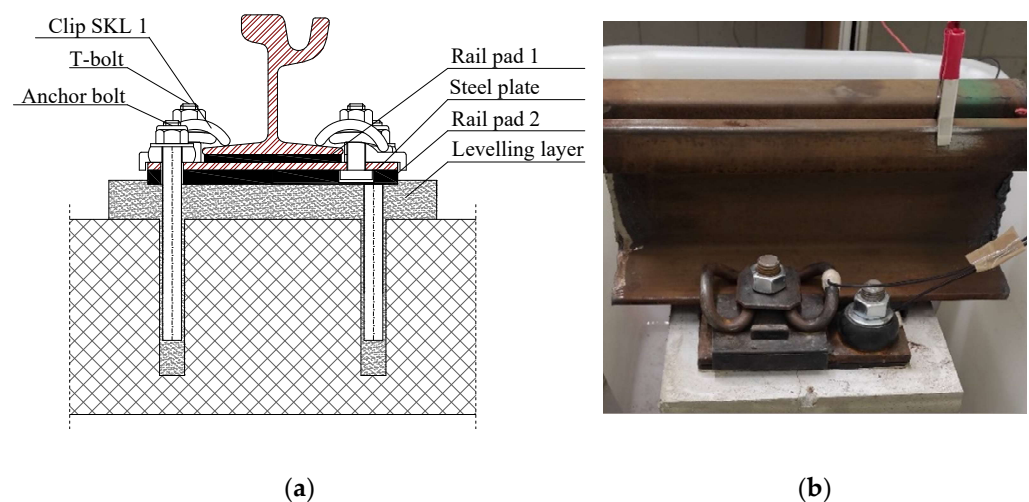 Clip SKL 1
T-bolt
Anchor bolt
Rail pad 1
Steel plate
Rail pad 2
Levelling layer
(a)
(b)